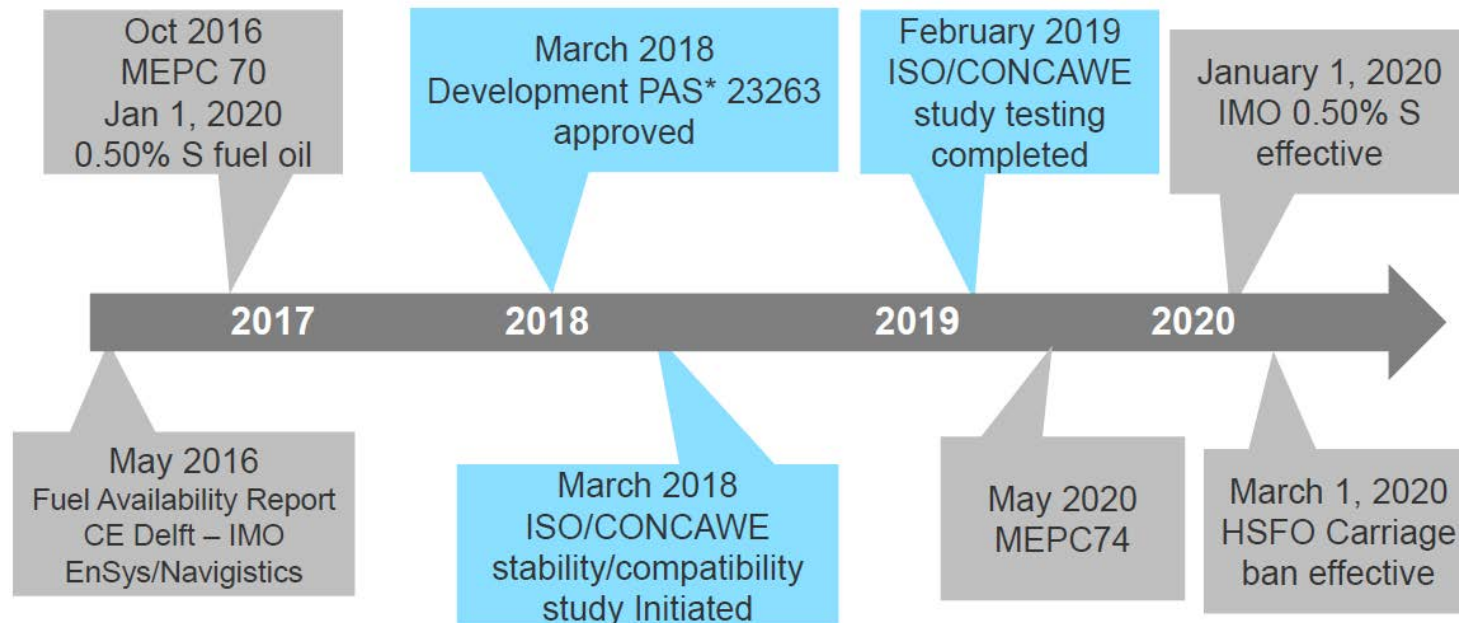 Oct 2016
MEPC 70
Jan 1, 2020
0.50% S fuel oil
March 2018
Development PAS* 23263
approved
February 2019
ISO/CONCAWE
study testing
completed
January 1, 2020
IMO 0.50% S
effective
2017
2018
2019
2020
May 2016
Fuel Availability Report
CE Delft – IMO
EnSys/Navigistics
March 2018
ISO/CONCAWE
stability/compatibility
study Initiated
May 2020
MEPC74
March 1, 2020
HSFO Carriage
ban effective